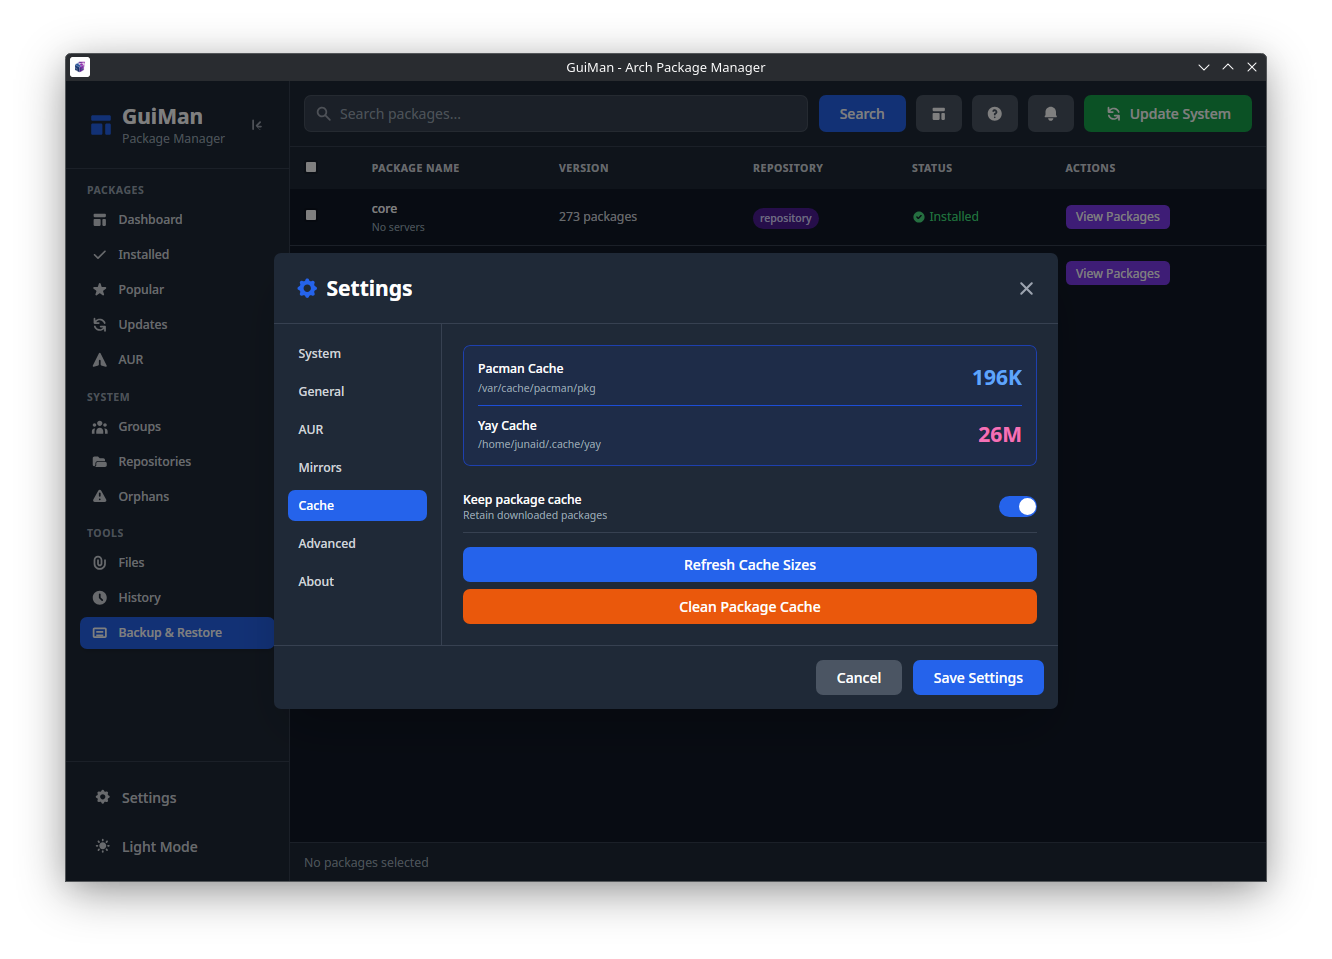 GuiMan - Arch Package Manager
GuiMan
Package Manager
Search packages...
Search
Update System
PACKAGES
Dashboard
Installed
Popular
Updates
AUR
SYSTEM
Groups
Repositories
Orphans
TOOLS
Files
History
Backup & Restore
Settings
Light Mode
PACKAGE NAME VERSION REPOSITORY STATUS ACTIONS
core 273 packages repository Installed View Packages
No servers
View Packages
Settings
System
General
AUR
Mirrors
Cache
Advanced
About
Pacman Cache
/var/cache/pacman/pkg
196K
Yay Cache
/home/junaid/.cache/yay
26M
Keep package cache
Retain downloaded packages
Refresh Cache Sizes
Clean Package Cache
Cancel
Save Settings
No packages selected